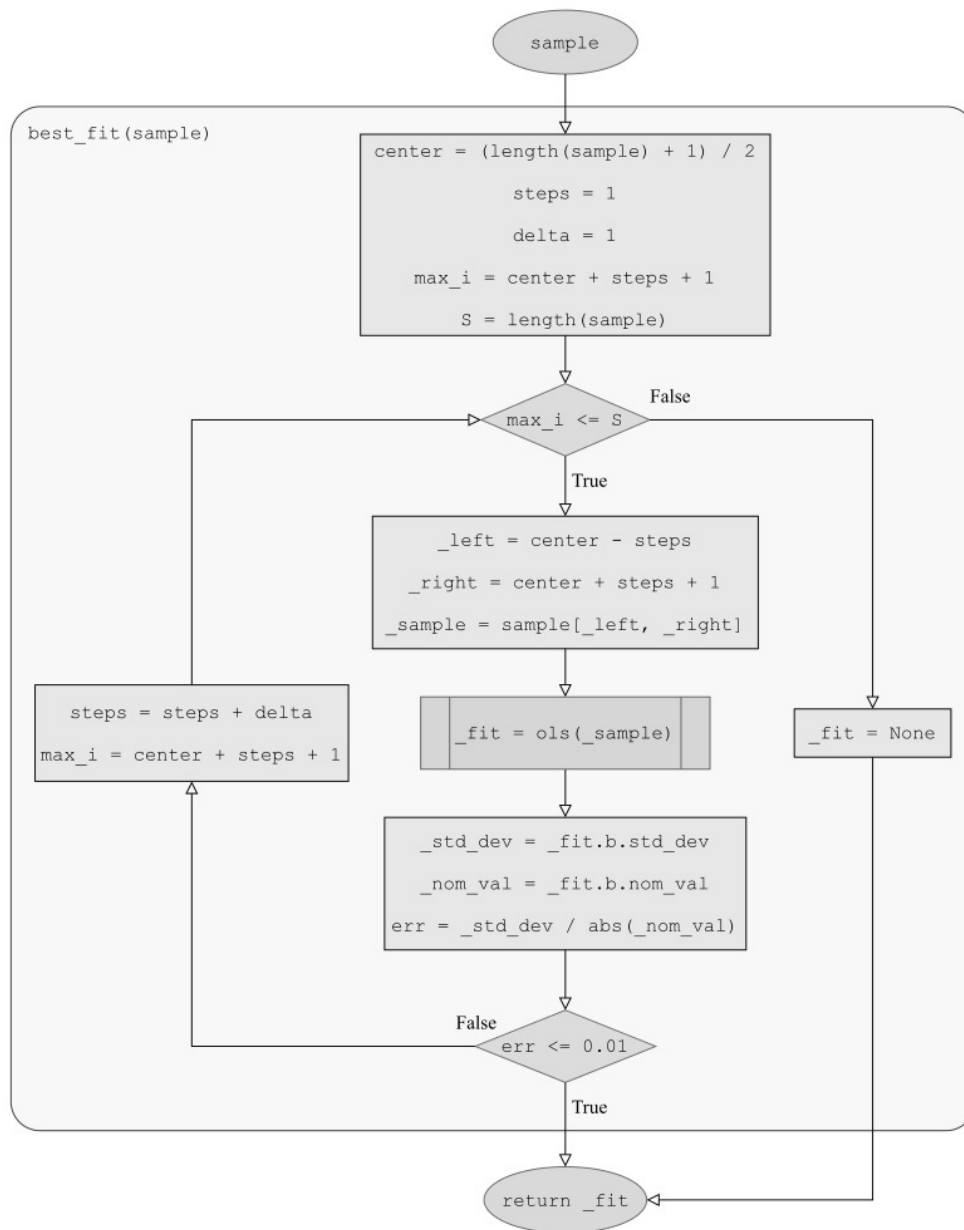 sample
best_fit(sample)
center = (length(sample) + 1) / 2
steps = 1
delta = 1
max_i = center + steps + 1
S = length(sample)
max_i <= S
False
True
_left = center - steps
_right = center + steps + 1
_sample = sample[_left, _right]
steps = steps + delta
max_i = center + steps + 1
_fit = ols(_sample)
_fit = None
_std_dev = _fit.b.std_dev
_nom_val = _fit.b.nom_val
err = _std_dev / abs(_nom_val)
False
err <= 0.01
True
return _fit